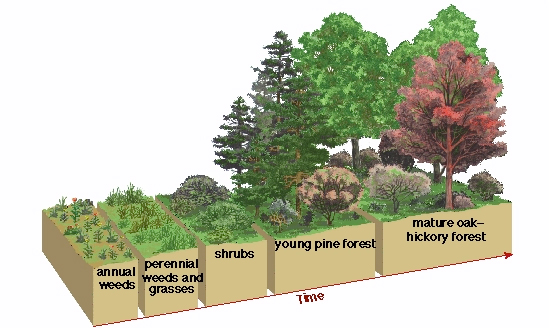 annual
weeds
perennial
weeds and
grasses
shrubs
young pine forest
mature oak–
hickory forest
Time